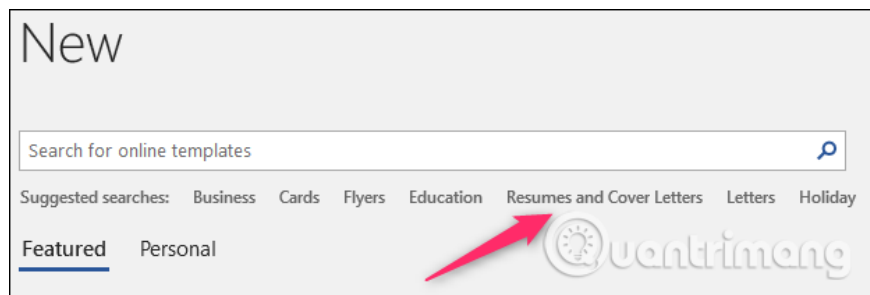 New
Search for online templates
Suggested searches: Business Cards Flyers Education Resumes and Cover Letters Letters Holiday
Featured Personal
Quantrimang